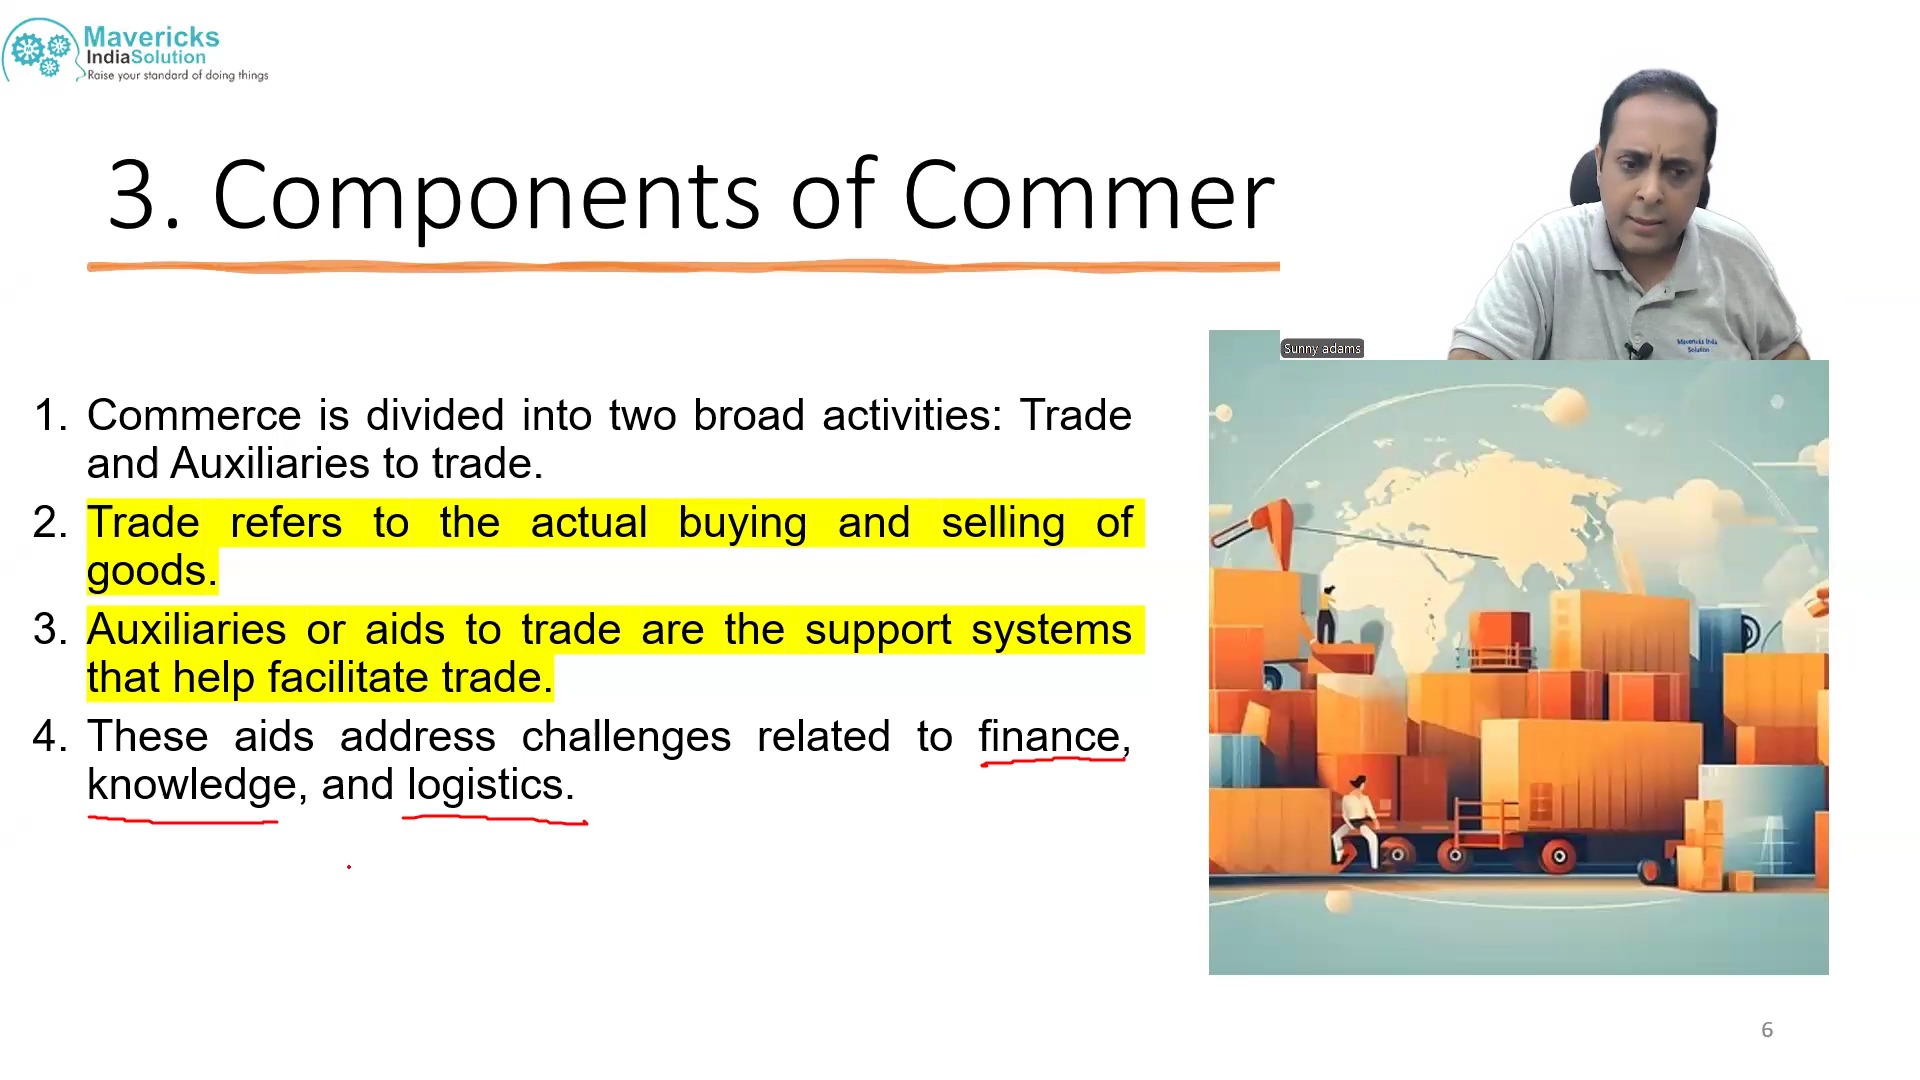 Mavericks
IndiaSolution
Raise your standard of doing things
3. Components of Commer
Sunny adams
Mavericks India
Solution
1. Commerce is divided into two broad activities: Trade
and Auxiliaries to trade.
2. Trade refers to the actual buying and selling of
goods.
3. Auxiliaries or aids to trade are the support systems
that help facilitate trade.
4. These aids address challenges related to finance,
knowledge, and logistics.
6